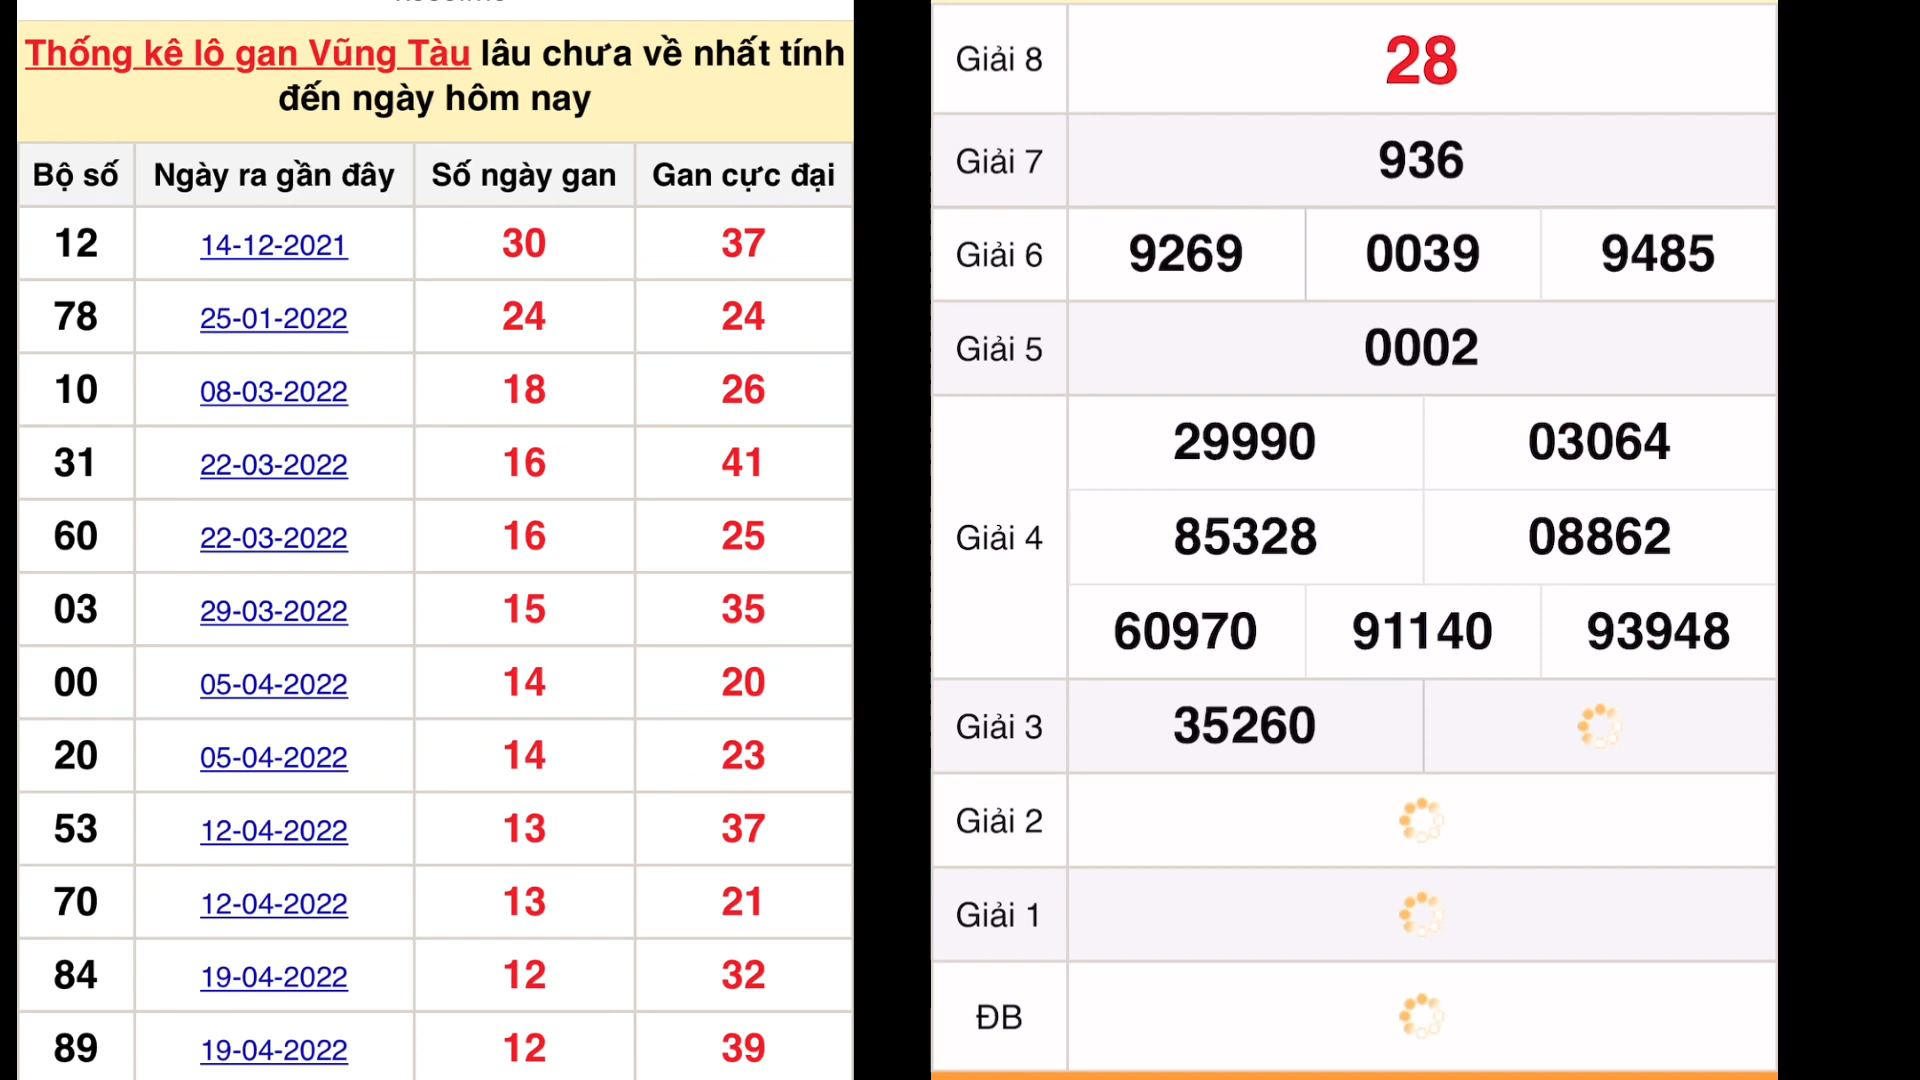 Thống kê lô gan Vũng Tàu lâu chưa về nhất tính
đến ngày hôm nay
Bộ số Ngày ra gần đây Số ngày gan Gan cực đại
12 14-12-2021 30 37
78 25-01-2022 24 24
10 08-03-2022 18 26
31 22-03-2022 16 41
60 22-03-2022 16 25
03 29-03-2022 15 35
00 05-04-2022 14 20
20 05-04-2022 14 23
53 12-04-2022 13 37
70 12-04-2022 13 21
84 19-04-2022 12 32
89 19-04-2022 12 39
Giải 8 28
Giải 7 936
Giải 6 9269 0039 9485
Giải 5 0002
29990 03064
Giải 4 85328 08862
60970 91140 93948
Giải 3 35260
Giải 2
Giải 1
ĐB